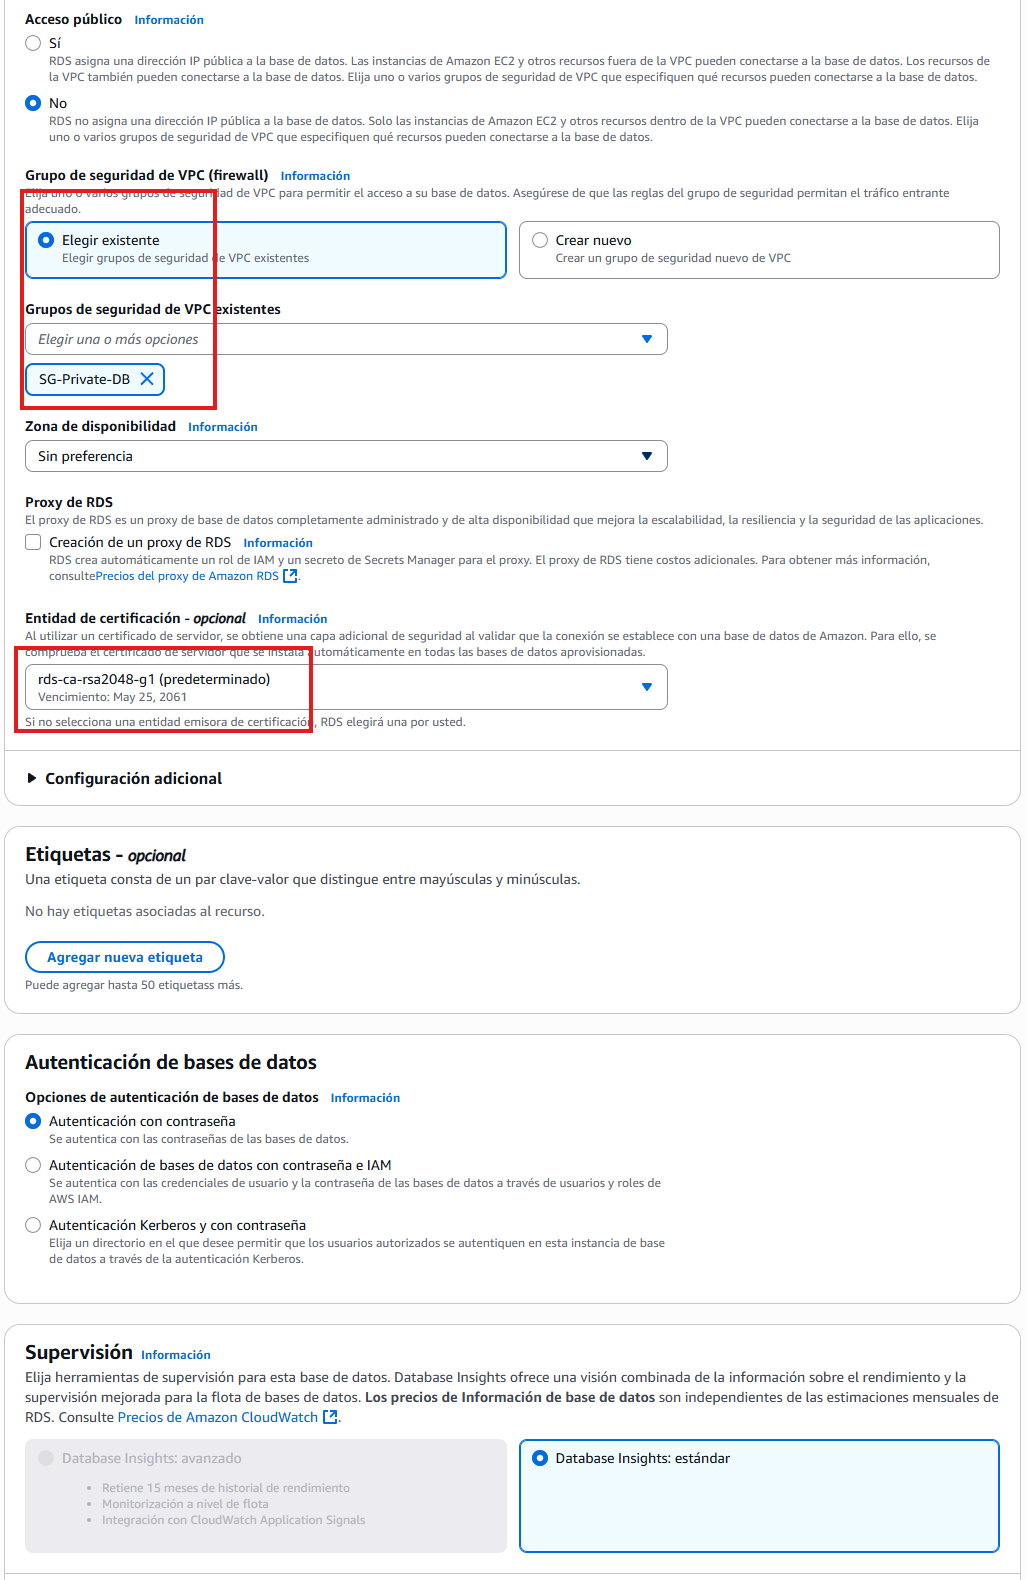 Acceso público Información
Sí
RDS asigna una dirección IP pública a la base de datos. Las instancias de Amazon EC2 y otros recursos fuera de la VPC pueden conectarse a la base de datos. Los recursos de
la VPC también pueden conectarse a la base de datos. Elija uno o varios grupos de seguridad de VPC que especifiquen qué recursos pueden conectarse a la base de datos.
No
RDS no asigna una dirección IP pública a la base de datos. Solo las instancias de Amazon EC2 y otros recursos dentro de la VPC pueden conectarse a la base de datos. Elija
uno o varios grupos de seguridad de VPC que especifiquen qué recursos pueden conectarse a la base de datos.
Grupo de seguridad de VPC (firewall) Información
Elija uno o varios grupos de seguridad de VPC para permitir el acceso a su base de datos. Asegúrese de que las reglas del grupo de seguridad permitan el tráfico entrante
adecuado.
Elegir existente
Elegir grupos de seguridad de VPC existentes
Crear nuevo
Crear un grupo de seguridad nuevo de VPC
Grupos de seguridad de VPC existentes
Elegir una o más opciones
SG-Private-DB
Zona de disponibilidad Información
Sin preferencia
Proxy de RDS
El proxy de RDS es un proxy de base de datos completamente administrado y de alta disponibilidad que mejora la escalabilidad, la resiliencia y la seguridad de las aplicaciones.
Creación de un proxy de RDS Información
RDS crea automáticamente un rol de IAM y un secreto de Secrets Manager para el proxy. El proxy de RDS tiene costos adicionales. Para obtener más información,
consultePrecios del proxy de Amazon RDS.
Entidad de certificación - opcional Información
Al utilizar un certificado de servidor, se obtiene una capa adicional de seguridad al validar que la conexión se establece con una base de datos de Amazon. Para ello, se
comprueba el certificado de servidor que se instala automáticamente en todas las bases de datos aprovisionadas.
rds-ca-rsa2048-g1 (predeterminado)
Vencimiento: May 25, 2061
Si no selecciona una entidad emisora de certificación, RDS elegirá una por usted.
Configuración adicional
Etiquetas - opcional
Una etiqueta consta de un par clave-valor que distingue entre mayúsculas y minúsculas.
No hay etiquetas asociadas al recurso.
Agregar nueva etiqueta
Puede agregar hasta 50 etiquetass más.
Autenticación de bases de datos
Opciones de autenticación de bases de datos Información
Autenticación con contraseña
Se autentica con las contraseñas de las bases de datos.
Autenticación de bases de datos con contraseña e IAM
Se autentica con las credenciales de usuario y la contraseña de las bases de datos a través de usuarios y roles de
AWS IAM.
Autenticación Kerberos y con contraseña
Elija un directorio en el que desee permitir que los usuarios autorizados se autentiquen en esta instancia de base
de datos a través de la autenticación Kerberos.
Supervisión Información
Elija herramientas de supervisión para esta base de datos. Database Insights ofrece una visión combinada de la información sobre el rendimiento y la
supervisión mejorada para la flota de bases de datos. Los precios de Información de base de datos son independientes de las estimaciones mensuales de
RDS. Consulte Precios de Amazon CloudWatch.
Database Insights: avanzado
• Retiene 15 meses de historial de rendimiento
• Monitorización a nivel de flota
• Integración con CloudWatch Application Signals
Database Insights: estándar